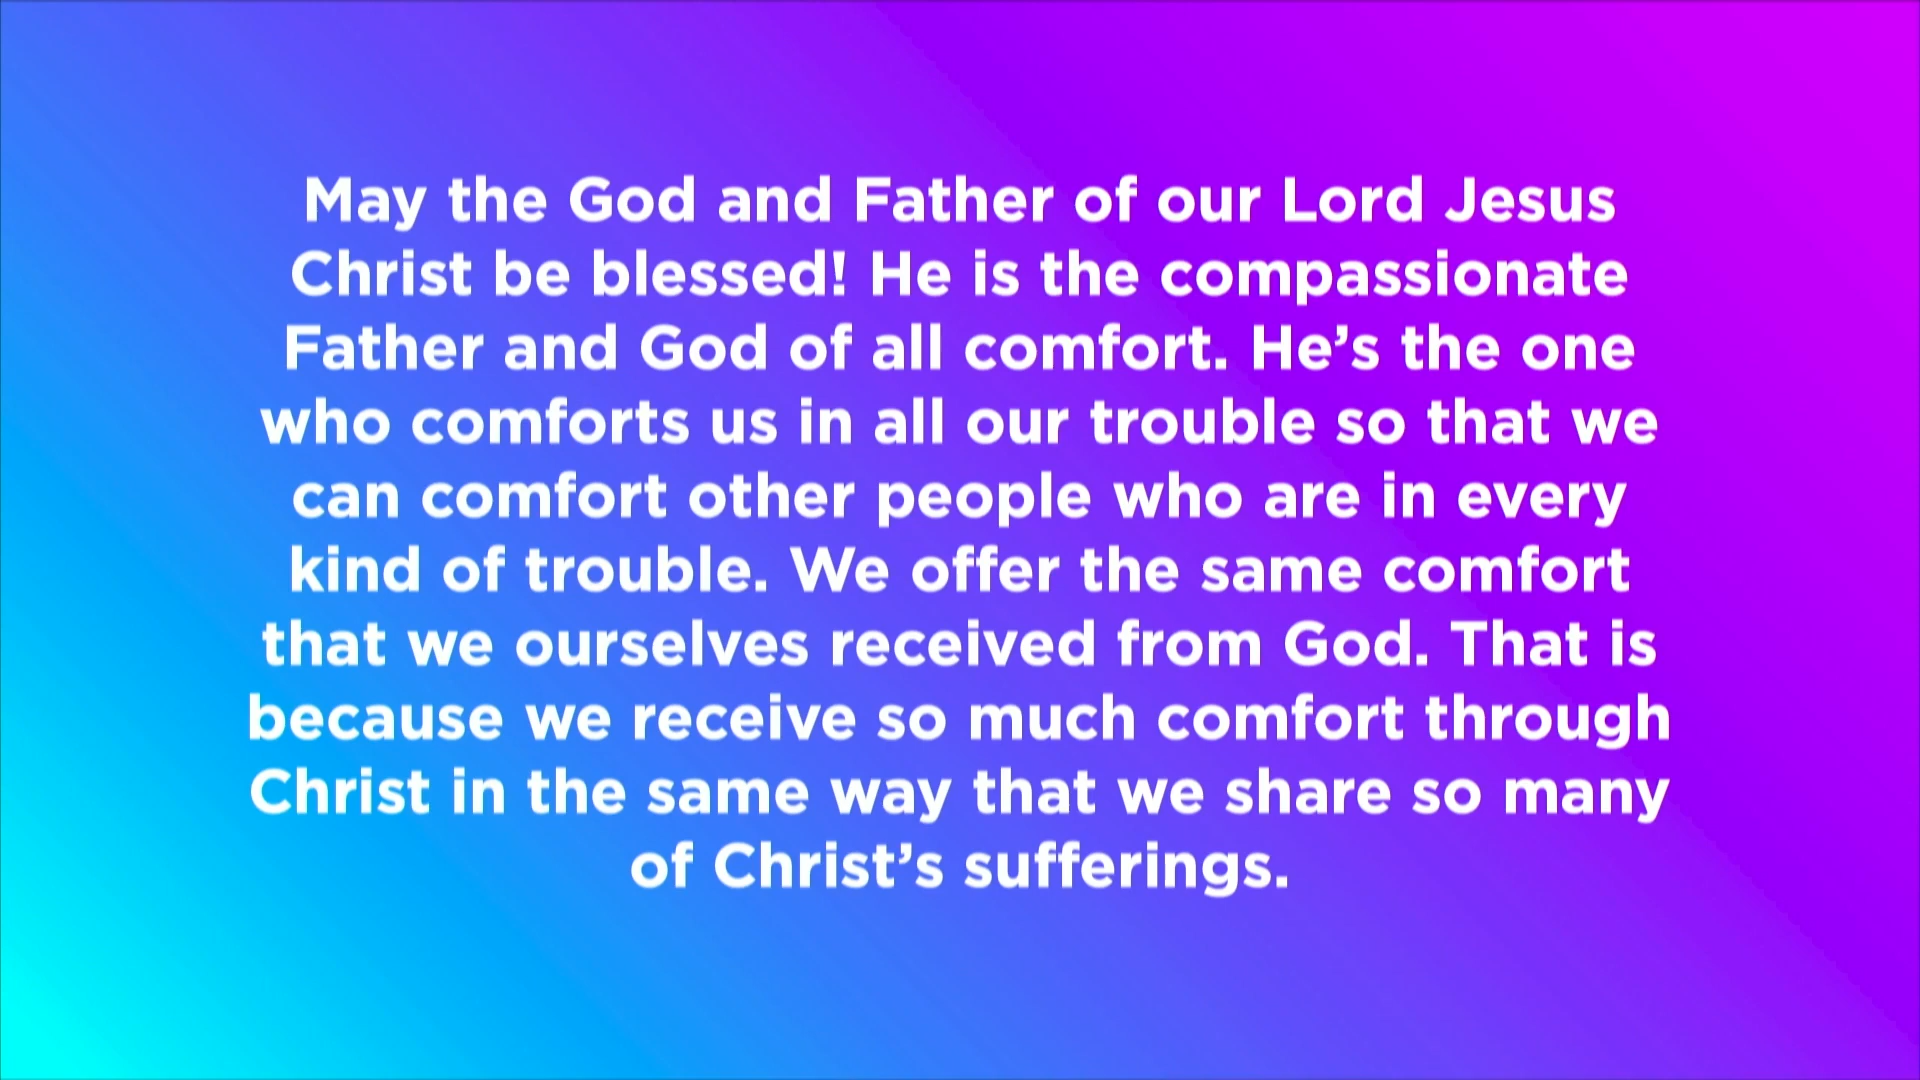 May the God and Father of our Lord Jesus
Christ be blessed! He is the compassionate
Father and God of all comfort. He’s the one
who comforts us in all our trouble so that we
can comfort other people who are in every
kind of trouble. We offer the same comfort
that we ourselves received from God. That is
because we receive so much comfort through
Christ in the same way that we share so many
of Christ’s sufferings.